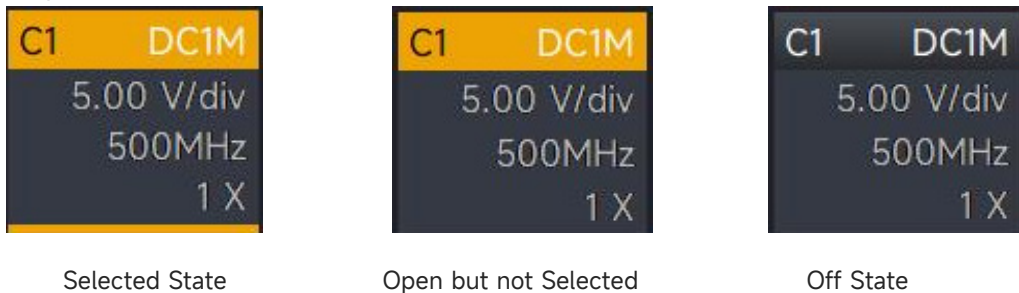 C1 DC1M
5.00 V/div
500MHz
1 X
Selected State
C1 DC1M
5.00 V/div
500MHz
1 X
Open but not Selected
C1 DC1M
5.00 V/div
500MHz
1 X
Off State